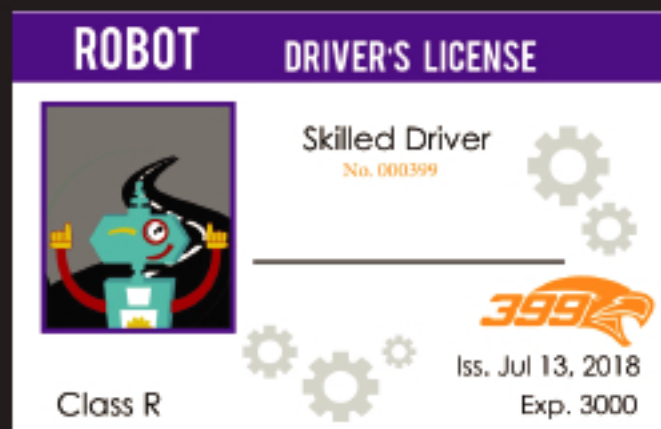 ROBOT DRIVER'S LICENSE
Skilled Driver
No. 000399
399
Iss. Jul 13, 2018
Class R
Exp. 3000